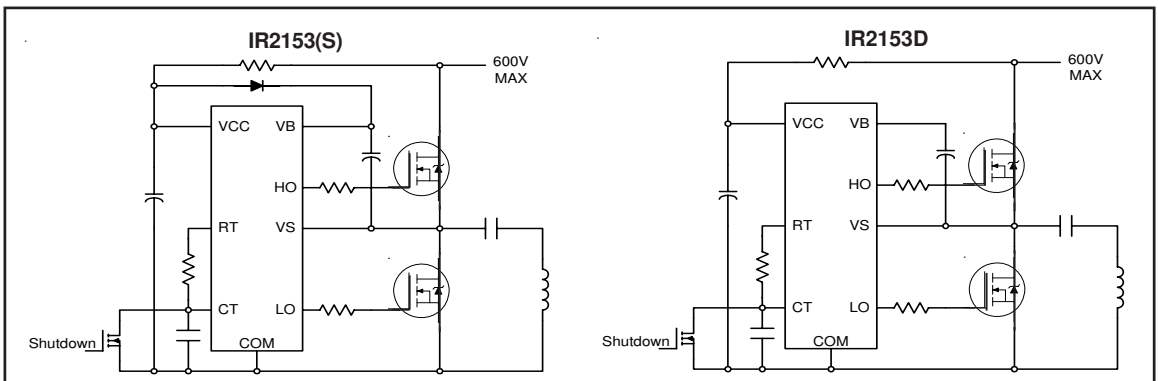 IR2153(S)
600V
MAX
VCC
VB
HO
RT
VS
CT
LO
COM
Shutdown
IR2153D
600V
MAX
VCC
VB
HO
RT
VS
CT
LO
COM
Shutdown